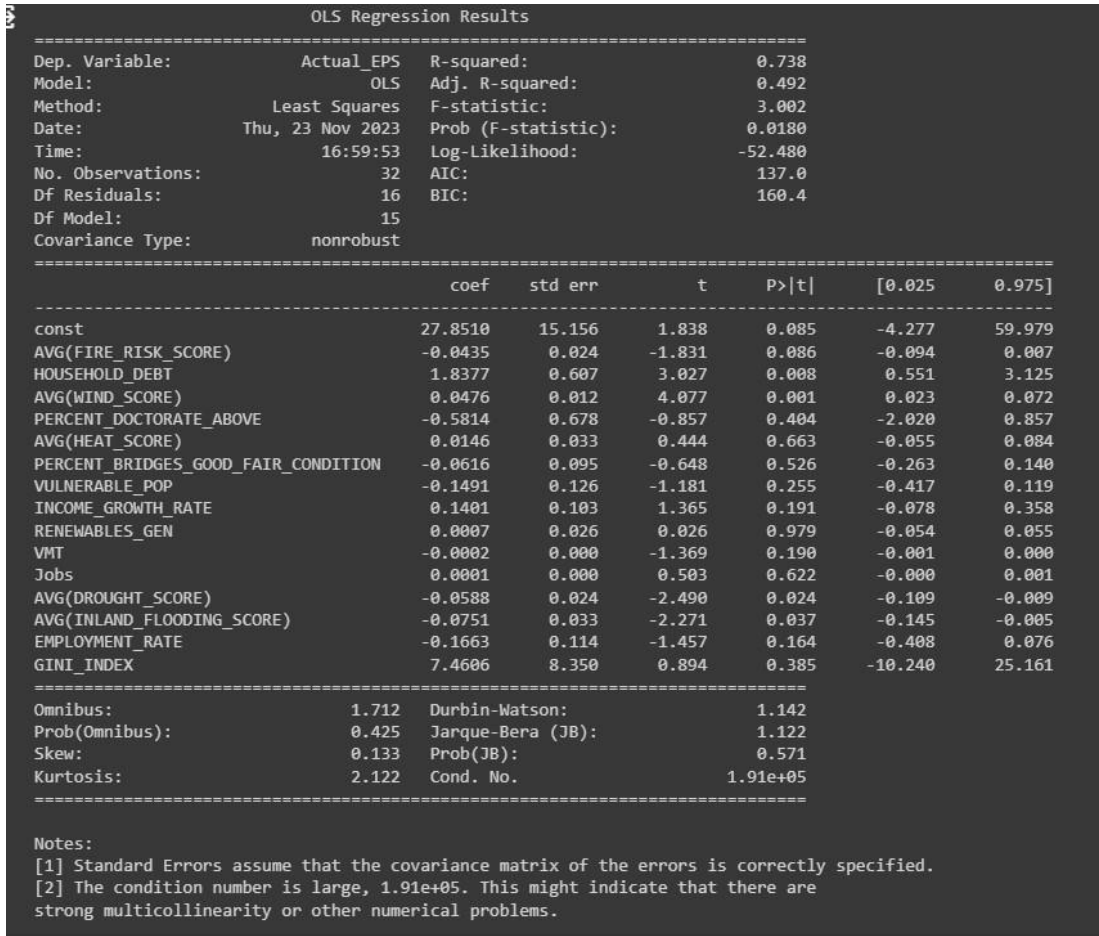 OLS Regression Results
==============================================================================
Dep. Variable:             Actual_EPS   R-squared:                       0.738
Model:                            OLS   Adj. R-squared:                  0.492
Method:                 Least Squares   F-statistic:                     3.002
Date:                Thu, 23 Nov 2023   Prob (F-statistic):             0.0180
Time:                        16:59:53   Log-Likelihood:                -52.480
No. Observations:                  32   AIC:                             137.0
Df Residuals:                      16   BIC:                             160.4
Df Model:                          15
Covariance Type:            nonrobust
=======================================================================================================
coef    std err          t      P>|t|      [0.025      0.975]
-------------------------------------------------------------------------------------------------------
const                                  27.8510     15.156      1.838      0.085      -4.277      59.979
AVG(FIRE_RISK_SCORE)                   -0.0435      0.024     -1.831      0.086      -0.094       0.007
HOUSEHOLD_DEBT                          1.8377      0.607      3.027      0.008       0.551       3.125
AVG(WIND_SCORE)                         0.0476      0.012      4.077      0.001       0.023       0.072
PERCENT_DOCTORATE_ABOVE                -0.5814      0.678     -0.857      0.404      -2.020       0.857
AVG(HEAT_SCORE)                         0.0146      0.033      0.444      0.663      -0.055       0.084
PERCENT_BRIDGES_GOOD_FAIR_CONDITION    -0.0616      0.095     -0.648      0.526      -0.263       0.140
VULNERABLE_POP                         -0.1491      0.126     -1.181      0.255      -0.417       0.119
INCOME_GROWTH_RATE                      0.1401      0.103      1.365      0.191      -0.078       0.358
RENEWABLES_GEN                          0.0007      0.026      0.026      0.979      -0.054       0.055
VMT                                    -0.0002      0.000     -1.369      0.190      -0.001       0.000
Jobs                                    0.0001      0.000      0.503      0.622      -0.000       0.001
AVG(DROUGHT_SCORE)                     -0.0588      0.024     -2.490      0.024      -0.109      -0.009
AVG(INLAND_FLOODING_SCORE)             -0.0751      0.033     -2.271      0.037      -0.145      -0.005
EMPLOYMENT_RATE                        -0.1663      0.114     -1.457      0.164      -0.408       0.076
GINI_INDEX                              7.4606      8.350      0.894      0.385     -10.240      25.161
==============================================================================
Omnibus:                        1.712   Durbin-Watson:                   1.142
Prob(Omnibus):                  0.425   Jarque-Bera (JB):                1.122
Skew:                           0.133   Prob(JB):                        0.571
Kurtosis:                       2.122   Cond. No.                     1.91e+05
==============================================================================
Notes:
[1] Standard Errors assume that the covariance matrix of the errors is correctly specified.
[2] The condition number is large, 1.91e+05. This might indicate that there are
strong multicollinearity or other numerical problems.